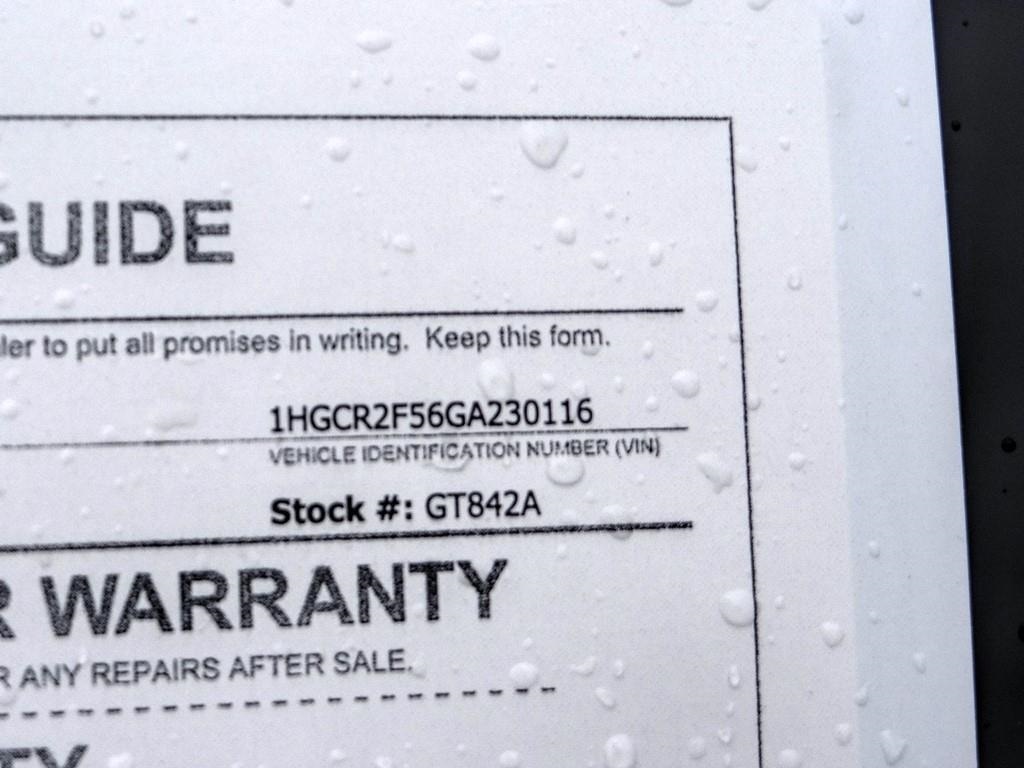 GUIDE
ler to put all promises in writing. Keep this form.
1HGCR2F56GA230116
VEHICLE IDENTIFICATION NUMBER (VIN)
Stock #: GT842A
R WARRANTY
R ANY REPAIRS AFTER SALE.
TY